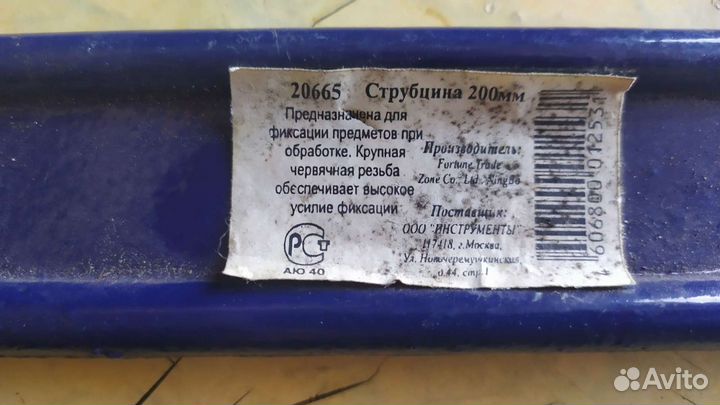 20665 Струбцина 200мм
Предназначена для
фиксации предметов при
обработке. Крупная
червячная резьба
обеспечивает высокое
усилие фиксации
РСТ
АЮ 40
Производитель:
Fortune Trade
Zone Co., Ltd., Ningbo
Поставщик:
ООО "ИНСТРУМЕНТЫ"
117418, г.Москва,
Ул. Новочеремушкинская,
д.44, стр.1
Avito